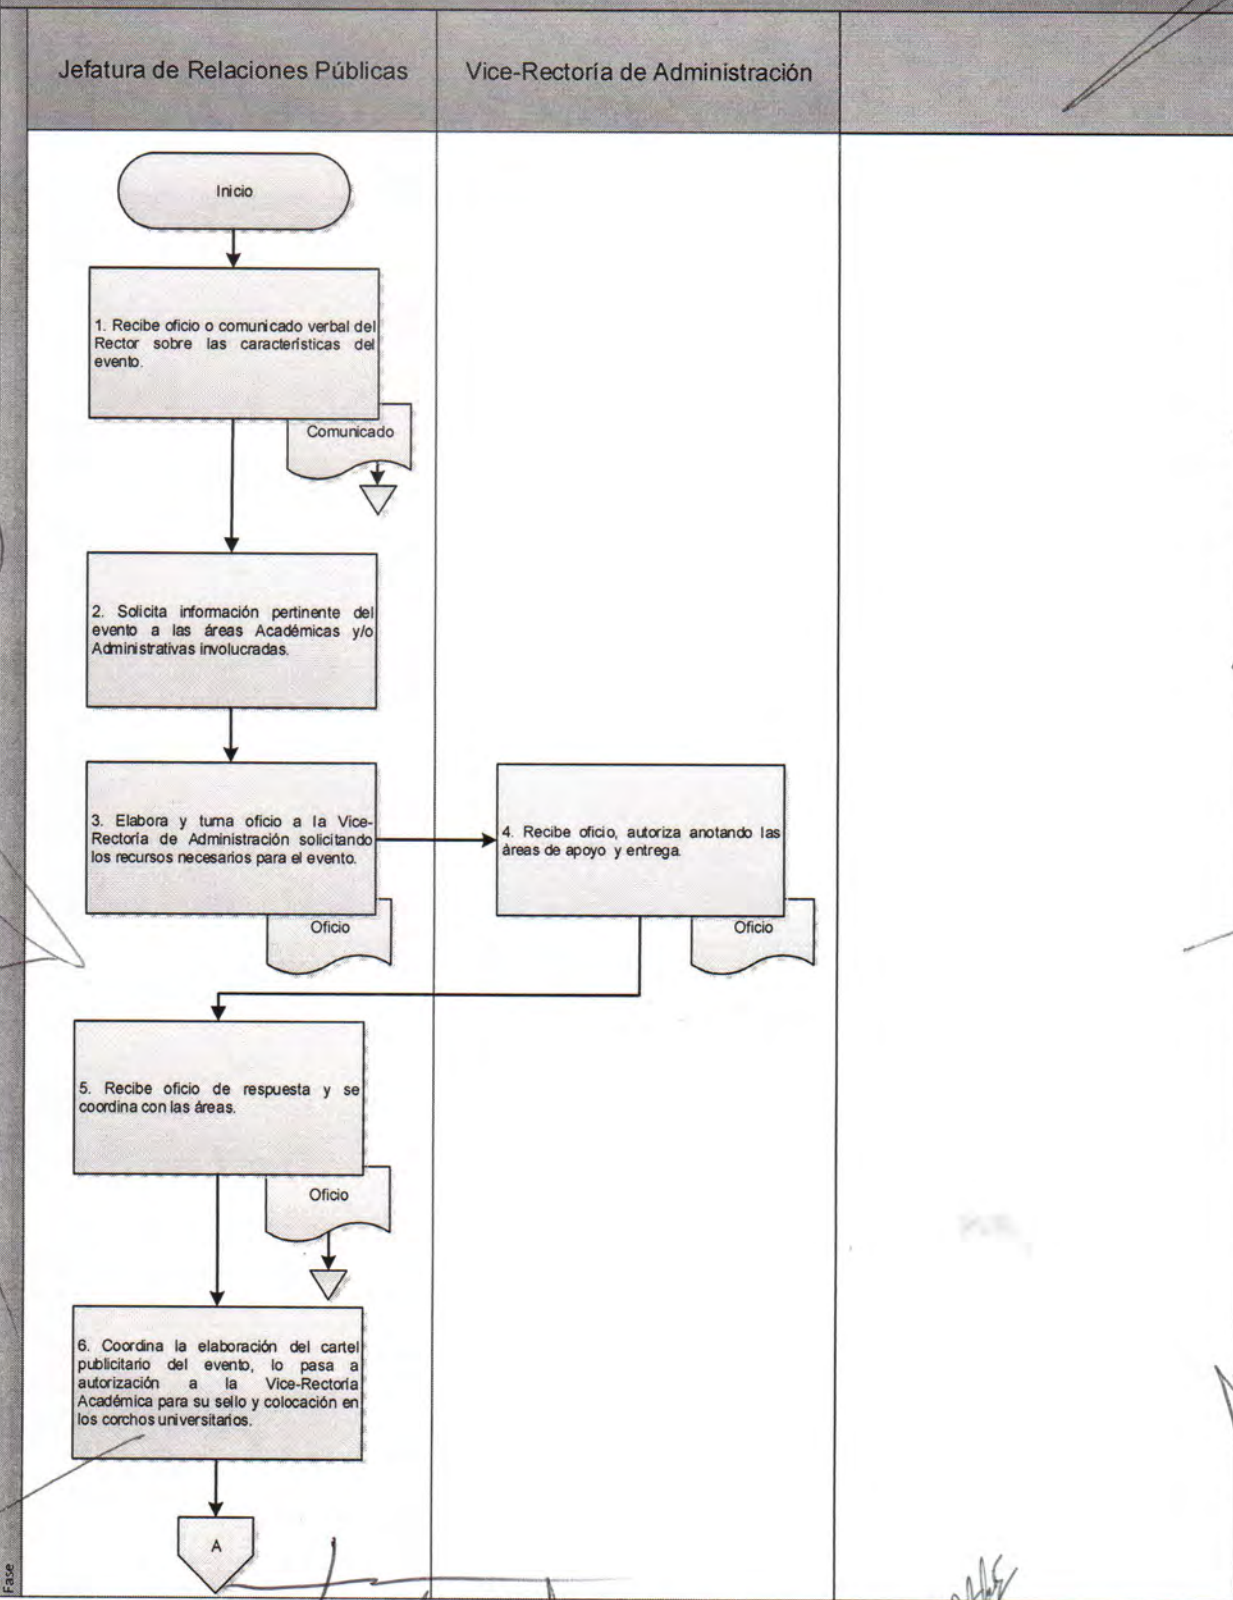 Jefatura de Relaciones Públicas
Vice-Rectoría de Administración
Inicio
1. Recibe oficio o comunicado verbal del
Rector sobre las características del
evento.
Comunicado
2. Solicita información pertinente del
evento a las áreas Académicas y/o
Administrativas involucradas.
3. Elabora y turna oficio a la Vice-
Rectoría de Administración solicitando
los recursos necesarios para el evento.
Oficio
4. Recibe oficio, autoriza anotando las
àreas de apoyo y entrega.
Oficio
5. Recibe oficio de respuesta y se
coordina con las áreas.
Oficio
6. Coordina la elaboración del cartel
publicitario del evento, lo pasa a
autorización a la Vice-Rectoría
Académica para su sello y colocación en
los corchos universitarios.
A
Fase